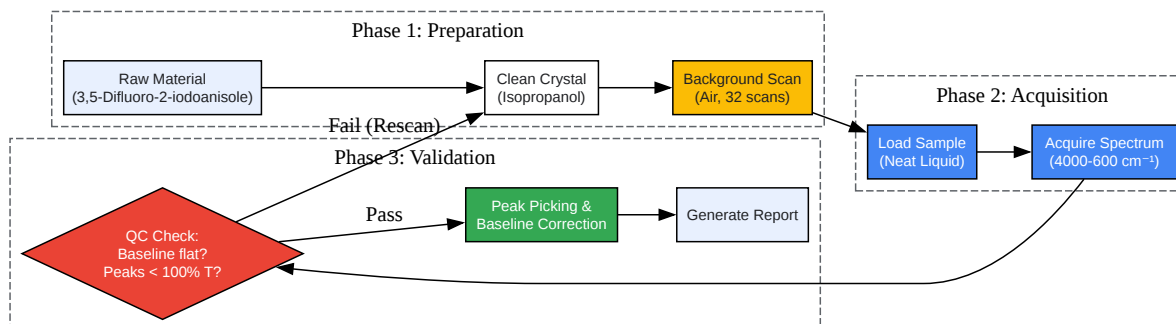 Phase 1: Preparation
Raw Material
(3,5-Difluoro-2-iodoanisole)
Clean Crystal
(Isopropanol)
Background Scan
(Air, 32 scans)
Phase 2: Acquisition
Load Sample
(Neat Liquid)
Acquire Spectrum
(4000-600 cm⁻¹)
Fail (Rescan)
Phase 3: Validation
QC Check:
Baseline flat?
Peaks < 100% T?
Pass
Peak Picking &
Baseline Correction
Generate Report